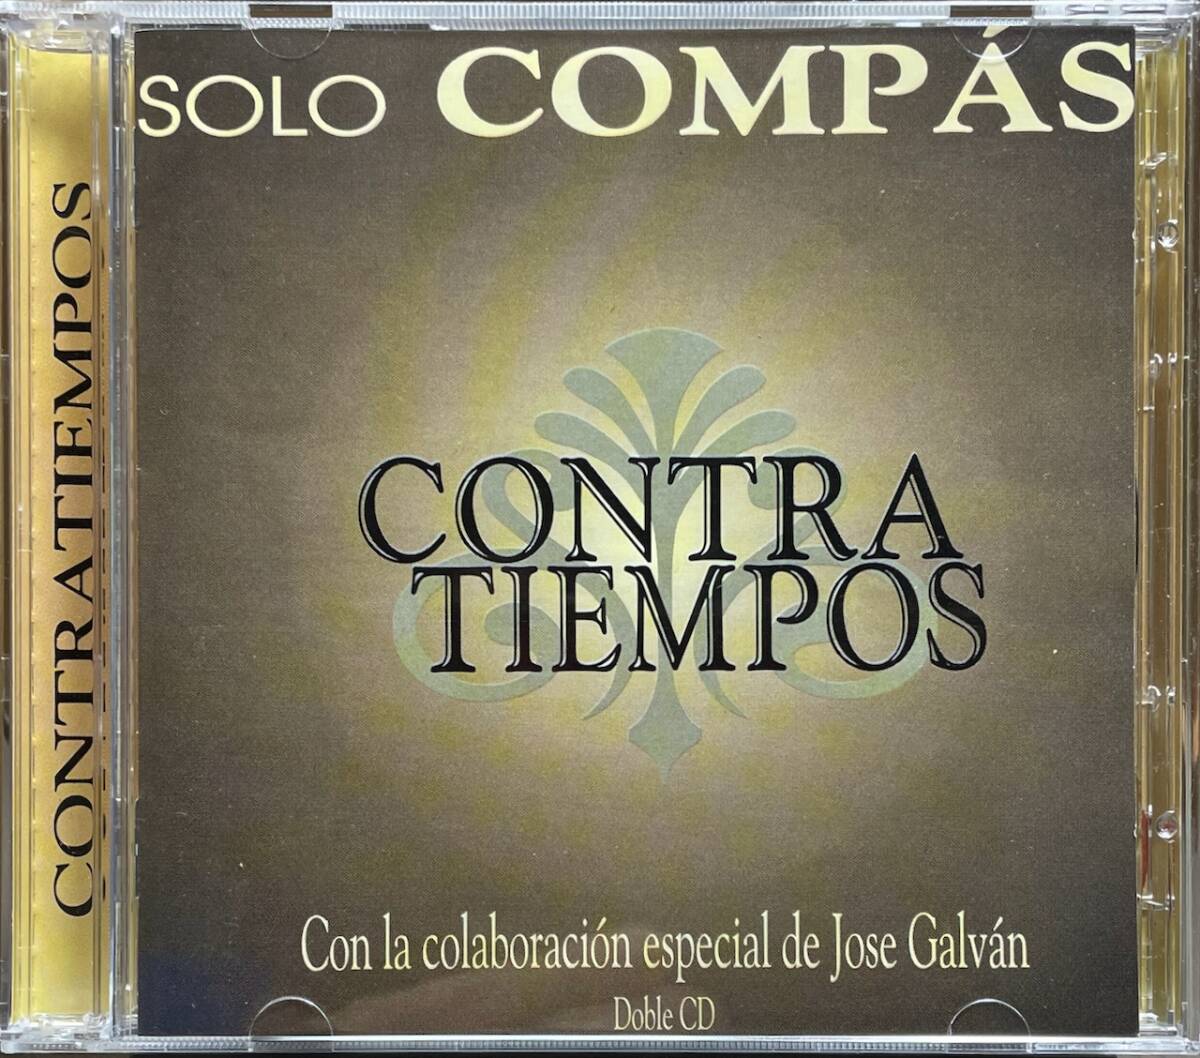 SOLO COMPÁS
CONTRATIEMPOS
CONTRA
TIEMPOS
Con la colaboración especial de Jose Galván
Doble CD